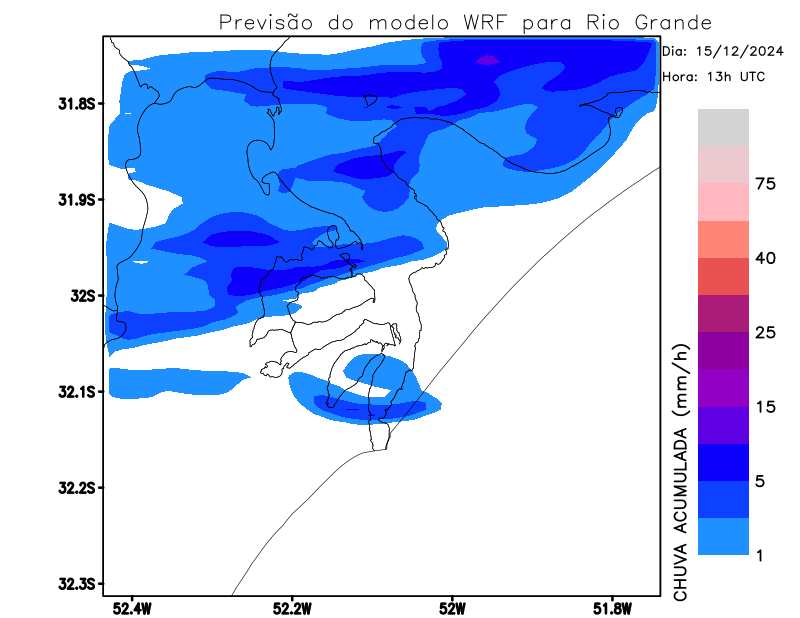 Previsão do modelo WRF para Rio Grande
Dia: 15/12/2024
Hora: 13h UTC
31.8S
31.9S
32S
32.1S
32.2S
32.3S
52.4W
52.2W
52W
51.8W
75
40
25
15
5
1
CHUVA ACUMULADA (mm/h)